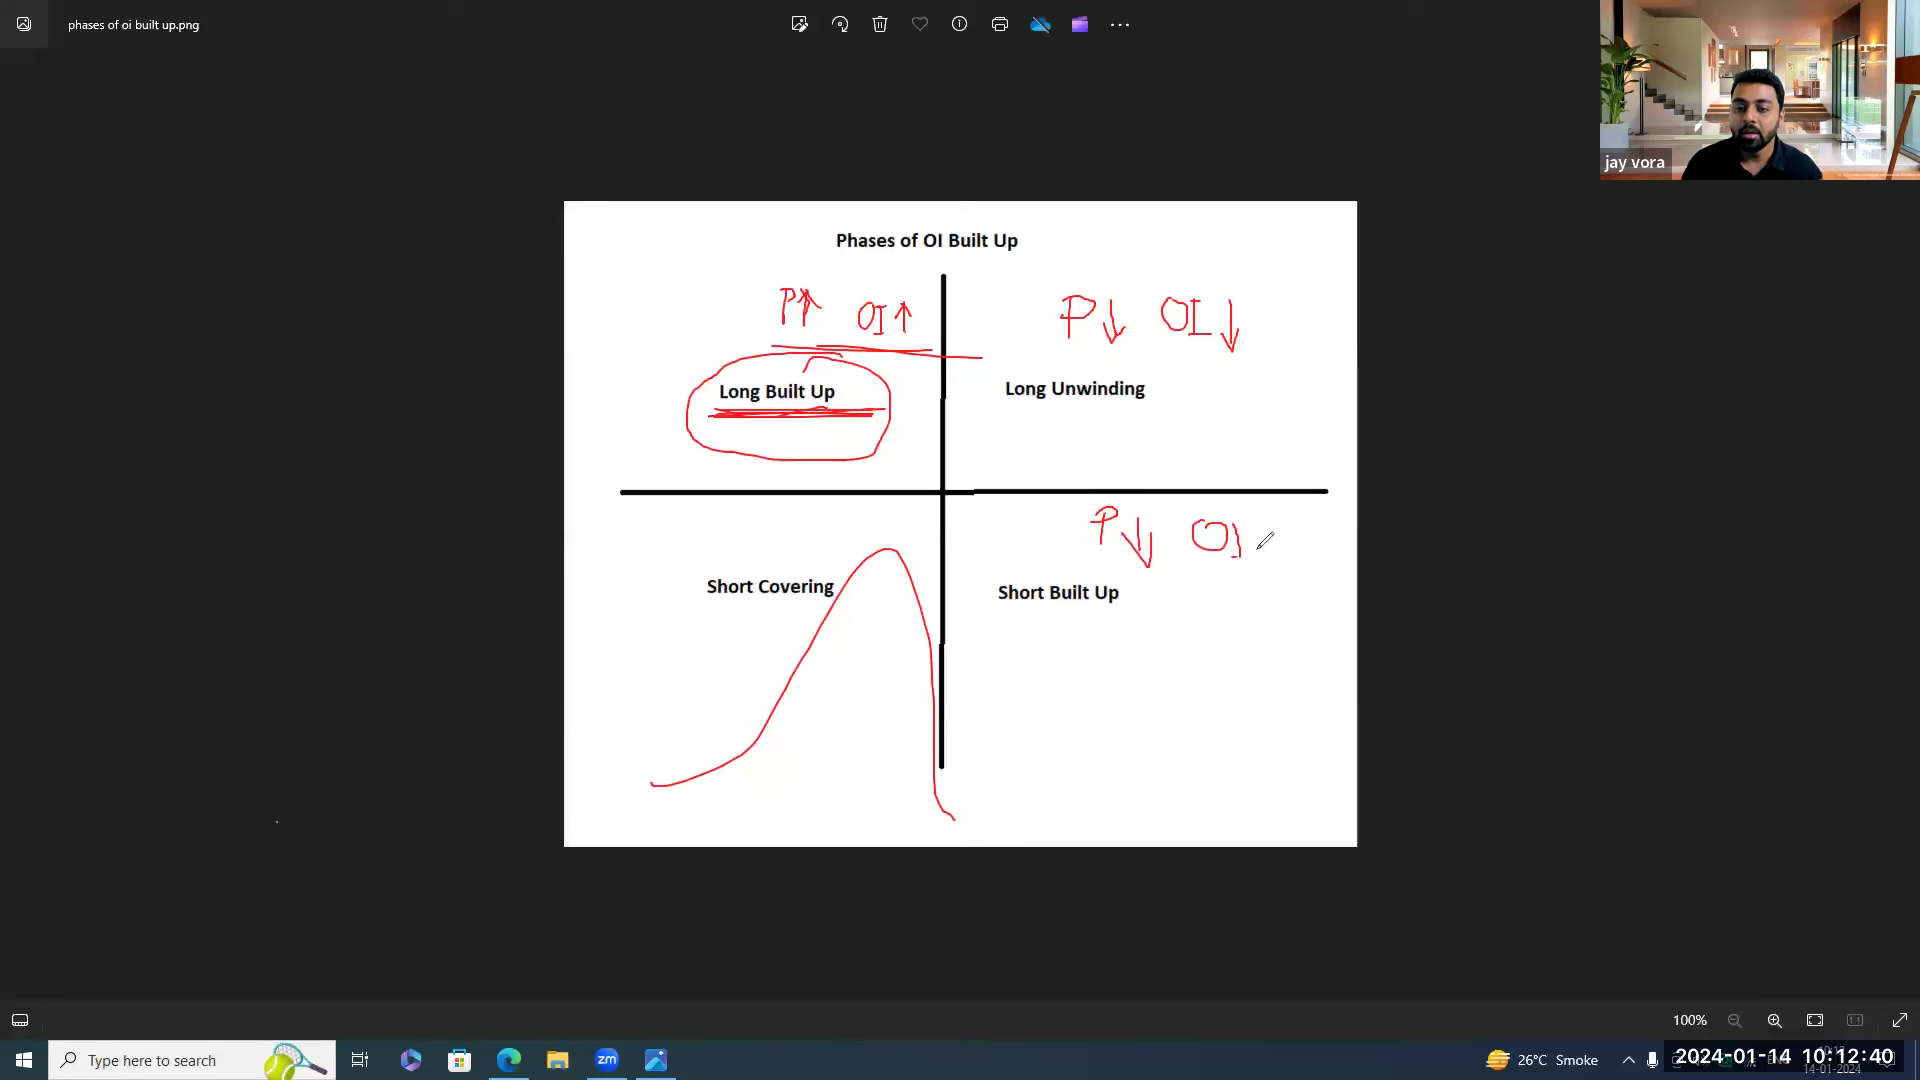 phases of oi built up.png
jay vora
Phases of OI Built Up
P↑ OI↑
P↓ OI↓
Long Built Up
Long Unwinding
P↓ OI
Short Covering
Short Built Up
100%
Type here to search
zm
26°C Smoke
2024-01-14 10:12:40
14-01-2024